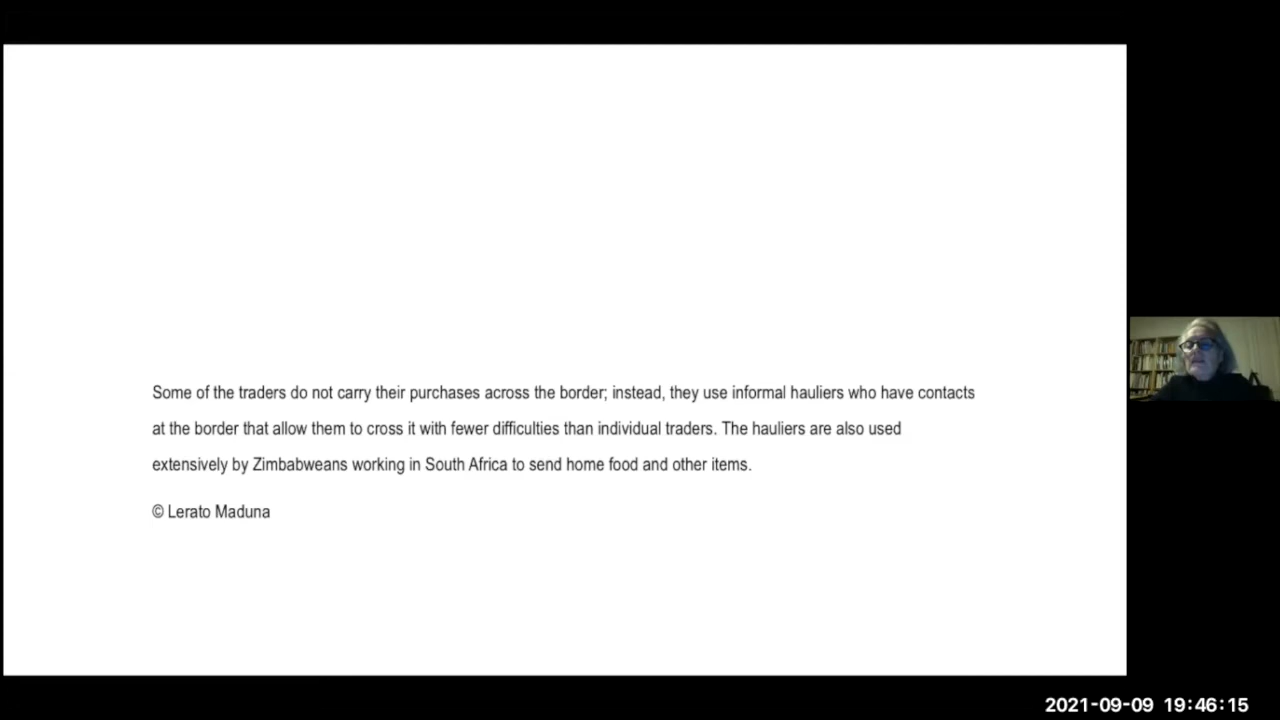 Some of the traders do not carry their purchases across the border; instead, they use informal hauliers who have contacts
at the border that allow them to cross it with fewer difficulties than individual traders. The hauliers are also used
extensively by Zimbabweans working in South Africa to send home food and other items.
© Lerato Maduna
2021-09-09 19:46:15